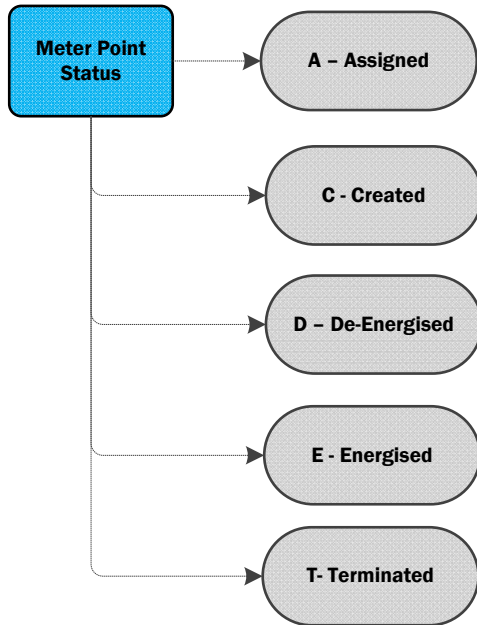 Meter Point
Status
A – Assigned
C - Created
D – De-Energised
E - Energised
T- Terminated